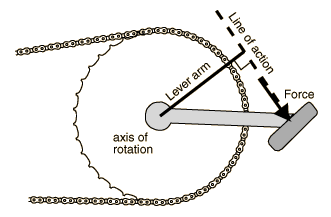 Line of action
Lever arm
Force
axis of
rotation